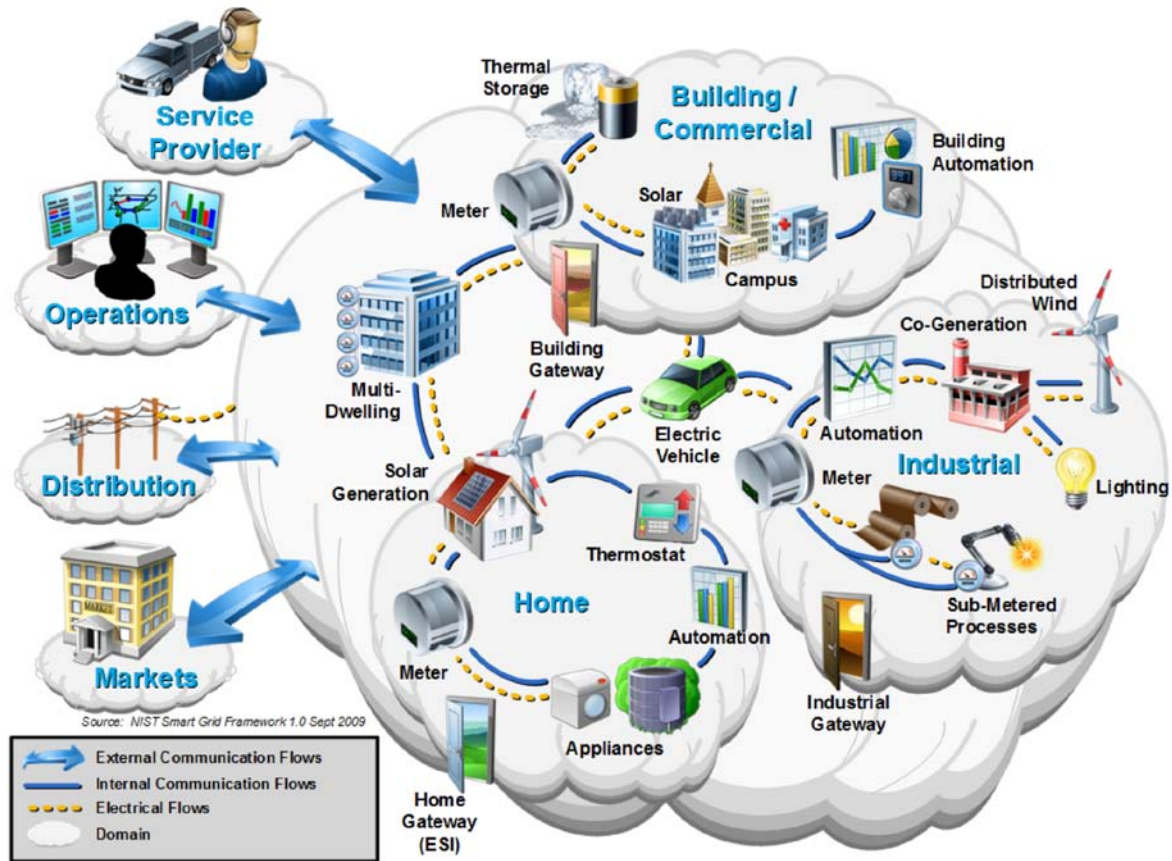 Service
Provider
Operations
Distribution
MARKET
Markets
Source: NIST Smart Grid Framework 1.0 Sept 2009
External Communication Flows
Internal Communication Flows
Electrical Flows
Domain
Thermal
Storage
Building /
Commercial
Building
Automation
Meter
Solar
Campus
Multi-
Dwelling
Building
Gateway
Electric
Vehicle
Distributed
Wind
Co-Generation
Automation
Meter
Industrial
Lighting
Sub-Metered
Processes
Industrial
Gateway
Solar
Generation
Thermostat
Home
Automation
Meter
Appliances
Home
Gateway
(ESI)